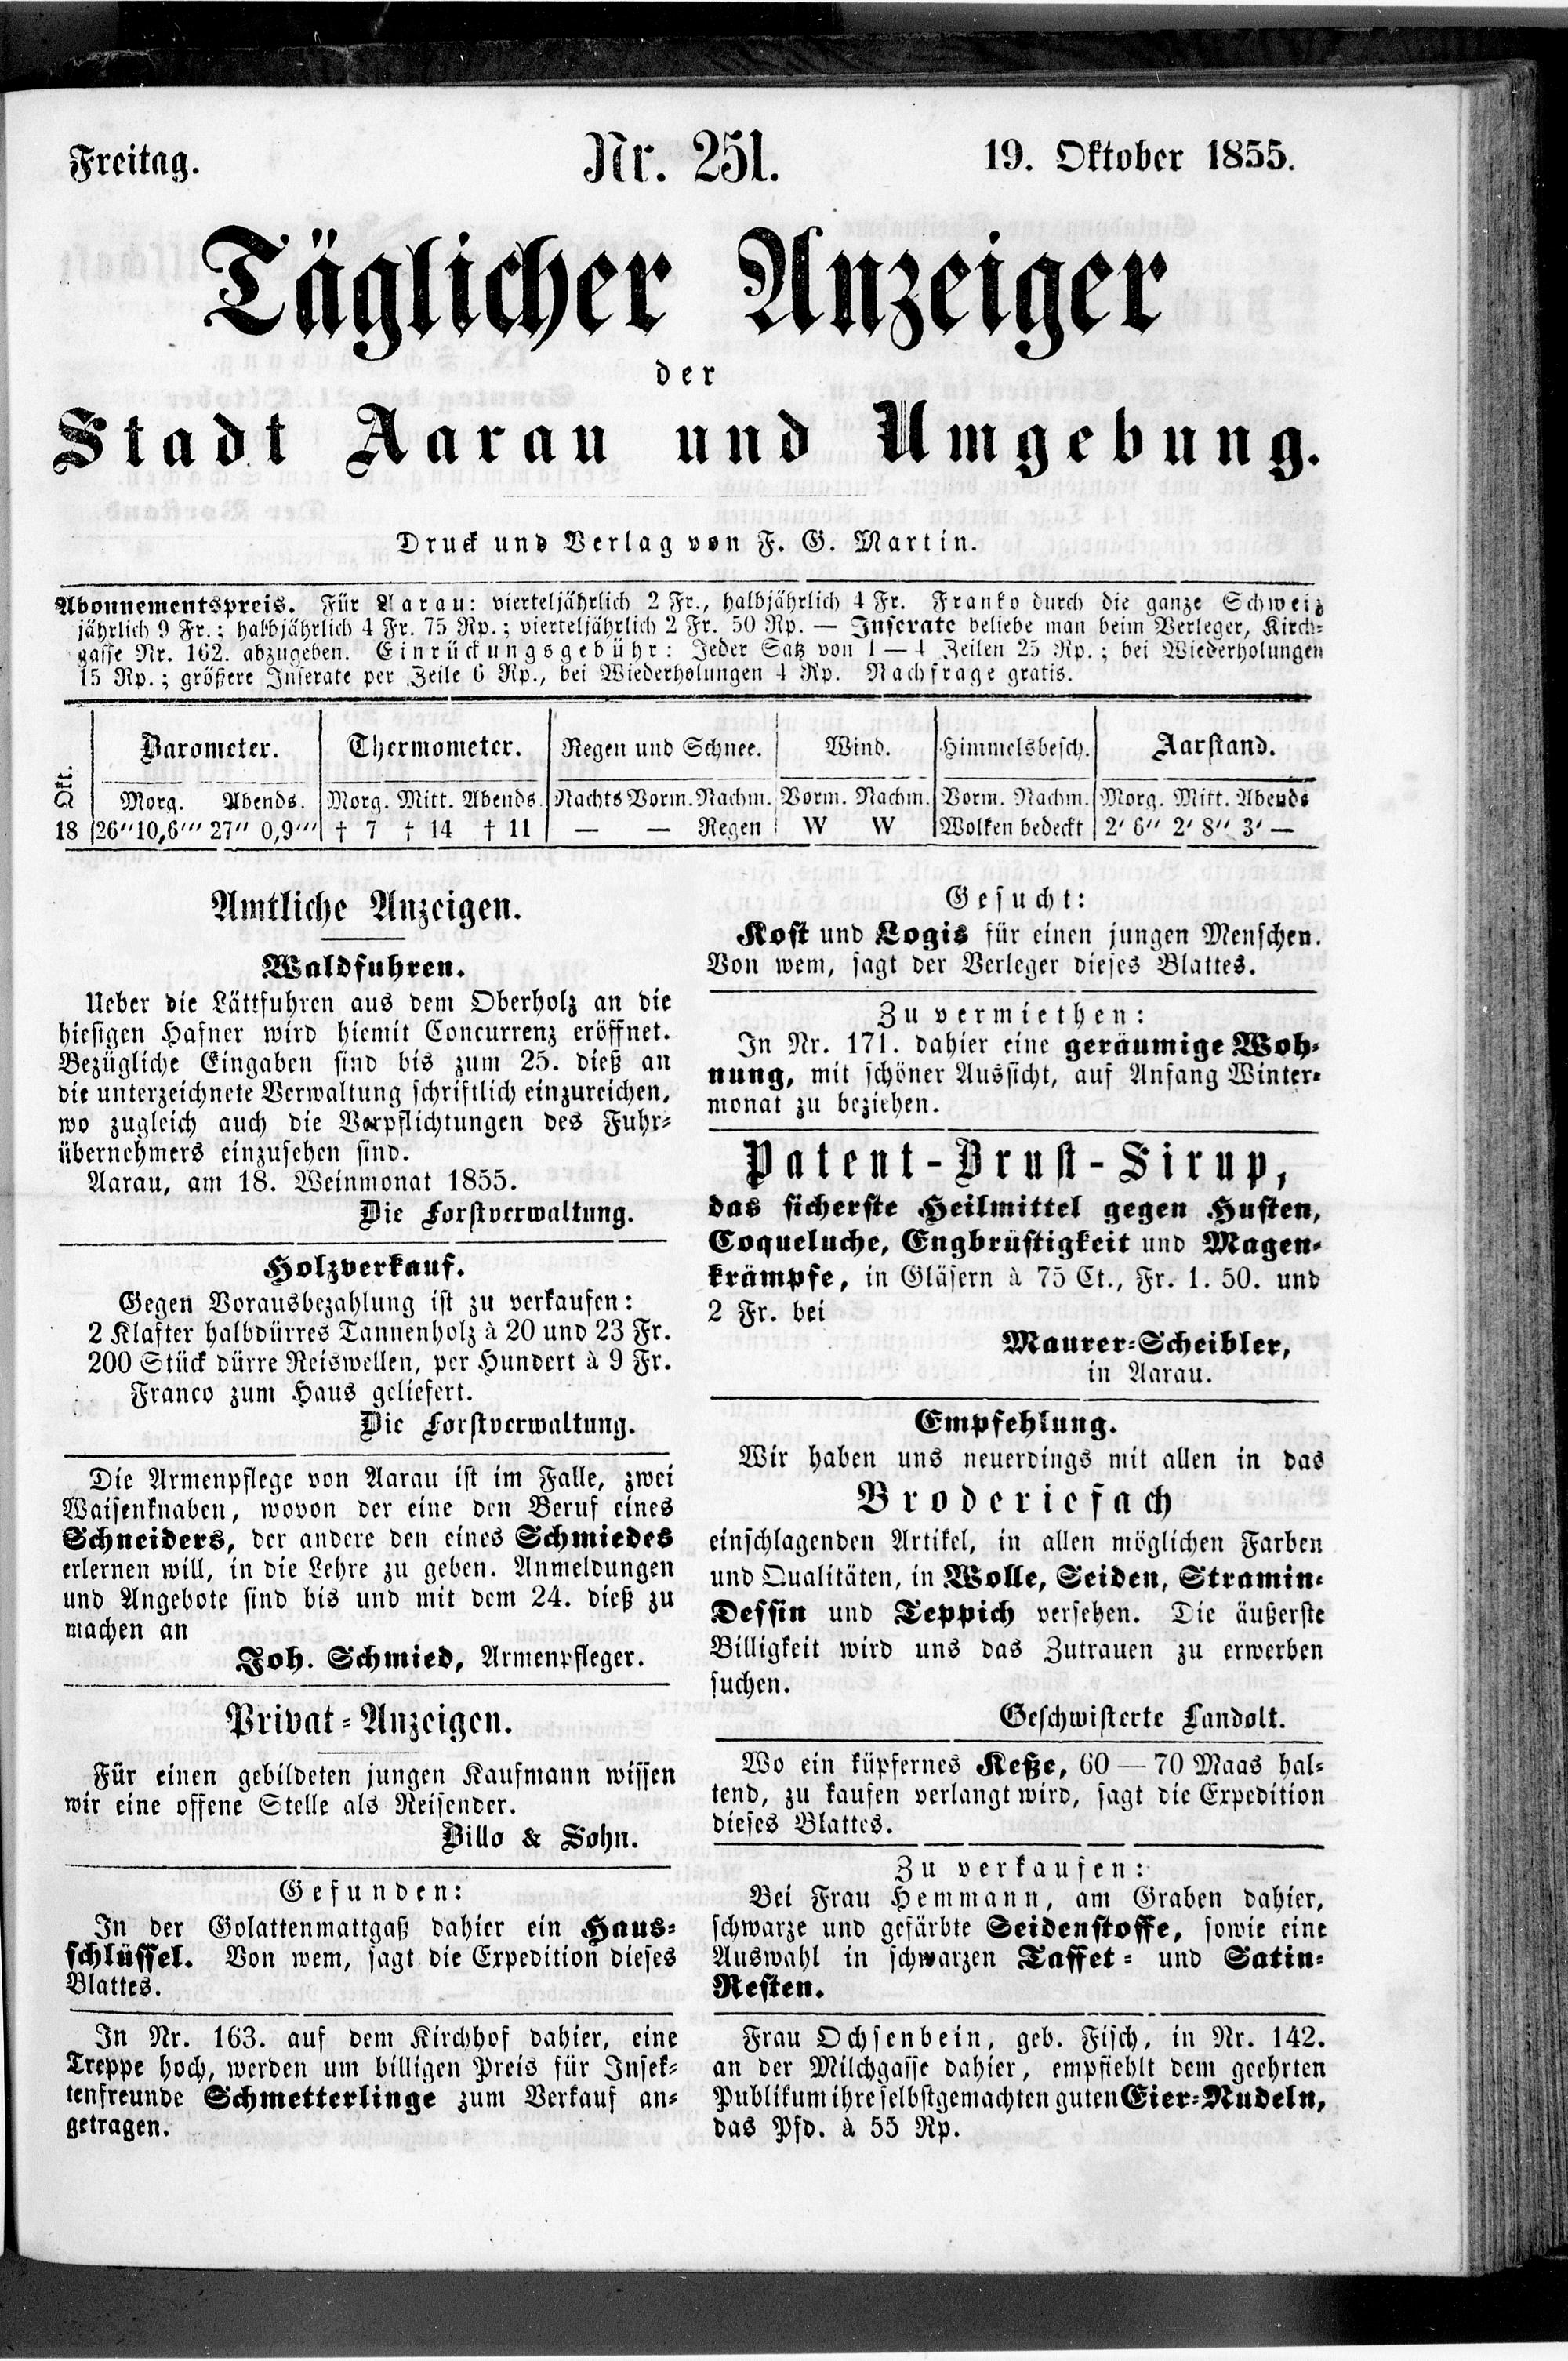 Freitag.
Nr. 251.
19. Oktober 1855.
Täglicher Anzeiger
der
Stadt Aarau und Umgebung.
Druck und Verlag von F. G. Martin.
Abonnementspreis. Für Aarau: vierteljährlich 2 Fr., halbjährlich 4 Fr. Franko durch die ganze Schweiz
jährlich 9 Fr.; halbjährlich 4 Fr. 75 Rp.; vierteljährlich 2 Fr. 50 Rp. — Inserate beliebe man beim Verleger, Kirch-
gasse Nr. 162. abzugeben. Einrückungsgebühr: Jeder Satz von 1—4 Zeilen 25 Rp.; bei Wiederholungen
15 Rp.; größere Inserate per Zeile 6 Rp., bei Wiederholungen 4 Rp. Nachfrage gratis.
Okt. Barometer. Thermometer. Regen und Schnee. Wind. Himmelsbesch. Aarstand.
Morg. Abends. Morg. Mitt. Abends. Nachts Vorm. Nachm. Vorm. Nachm. Vorm. Nachm. Morg. Mitt. Abends
18 26″10,6‴ 27″ 0,9‴ † 7 † 14 † 11 — — Regen W W Wolken bedeckt 2′ 6″ 2′ 8″ 3′ —
Amtliche Anzeigen.
Waldfuhren.
Ueber die Lättfuhren aus dem Oberholz an die
hiesigen Hafner wird hiemit Concurrenz eröffnet.
Bezügliche Eingaben sind bis zum 25. dieß an
die unterzeichnete Verwaltung schriftlich einzureichen,
wo zugleich auch die Verpflichtungen des Fuhr-
übernehmers einzusehen sind.
Aarau, am 18. Weinmonat 1855.
Die Forstverwaltung.
Holzverkauf.
Gegen Vorausbezahlung ist zu verkaufen:
2 Klafter halbdürres Tannenholz à 20 und 23 Fr.
200 Stück dürre Reiswellen, per Hundert à 9 Fr.
Franco zum Haus geliefert.
Die Forstverwaltung.
Die Armenpflege von Aarau ist im Falle, zwei
Waisenknaben, wovon der eine den Beruf eines
Schneiders, der andere den eines Schmiedes
erlernen will, in die Lehre zu geben. Anmeldungen
und Angebote sind bis und mit dem 24. dieß zu
machen an
Joh. Schmied, Armenpfleger.
Privat-Anzeigen.
Für einen gebildeten jungen Kaufmann wissen
wir eine offene Stelle als Reisender.
Billo & Sohn.
Gefunden:
In der Golattenmattgaß dahier ein Haus-
schlüssel. Von wem, sagt die Expedition dieses
Blattes.
In Nr. 163. auf dem Kirchhof dahier, eine
Treppe hoch, werden um billigen Preis für Insek-
tenfreunde Schmetterlinge zum Verkauf an-
getragen.
Gesucht:
Kost und Logis für einen jungen Menschen.
Von wem, sagt der Verleger dieses Blattes.
Zu vermiethen:
In Nr. 171. dahier eine geräumige Woh-
nung, mit schöner Aussicht, auf Anfang Winter-
monat zu beziehen.
Patent-Brust-Sirup,
das sicherste Heilmittel gegen Husten,
Coqueluche, Engbrüstigkeit und Magen-
krämpfe, in Gläsern à 75 Ct., Fr. 1. 50. und
2 Fr. bei
Maurer-Scheibler,
in Aarau.
Empfehlung.
Wir haben uns neuerdings mit allen in das
Broderiefach
einschlagenden Artikel, in allen möglichen Farben
und Qualitäten, in Wolle, Seiden, Stramin-
Dessin und Teppich versehen. Die äußerste
Billigkeit wird uns das Zutrauen zu erwerben
suchen.
Geschwisterte Landolt.
Wo ein küpfernes Keße, 60—70 Maas hal-
tend, zu kaufen verlangt wird, sagt die Expedition
dieses Blattes.
Zu verkaufen:
Bei Frau Hemmann, am Graben dahier,
schwarze und gefärbte Seidenstoffe, sowie eine
Auswahl in schwarzen Taffet- und Satin-
Resten.
Frau Ochsenbein, geb. Fisch, in Nr. 142.
an der Milchgasse dahier, empfiehlt dem geehrten
Publikum ihre selbstgemachten guten Eier-Nudeln,
das Pfd. à 55 Rp.